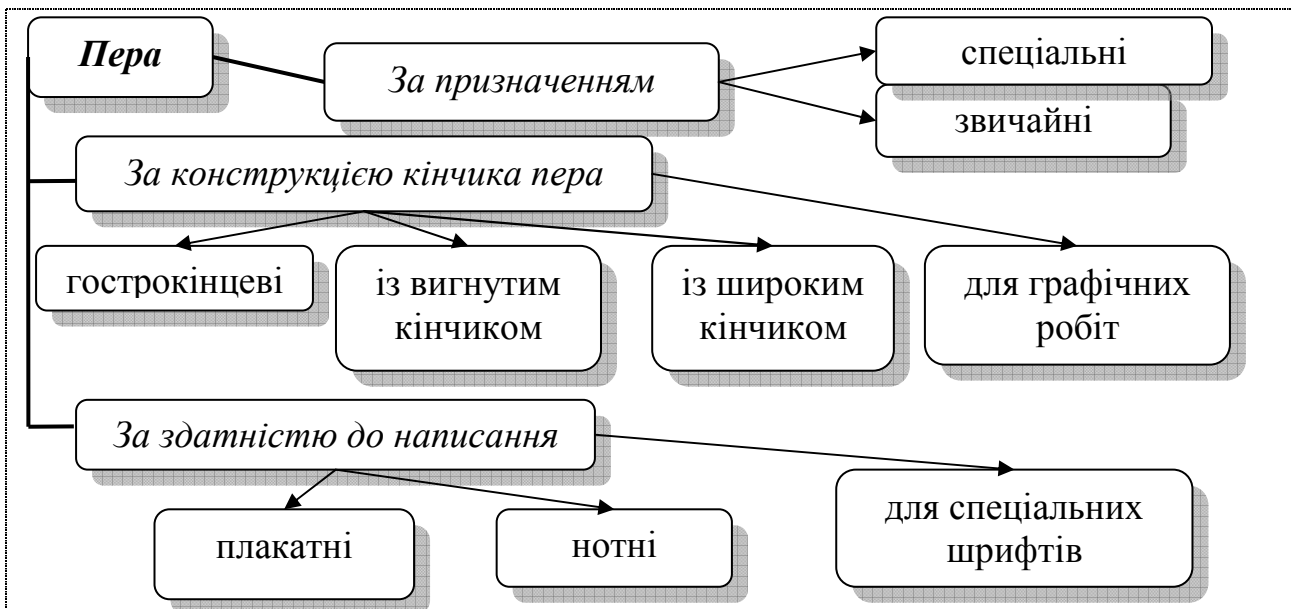 Пера
За призначенням
спеціальні
звичайні
За конструкцією кінчика пера
гострокінцеві
із вигнутим
кінчиком
із широким
кінчиком
для графічних
робіт
За здатністю до написання
плакатні
нотні
для спеціальних
шрифтів